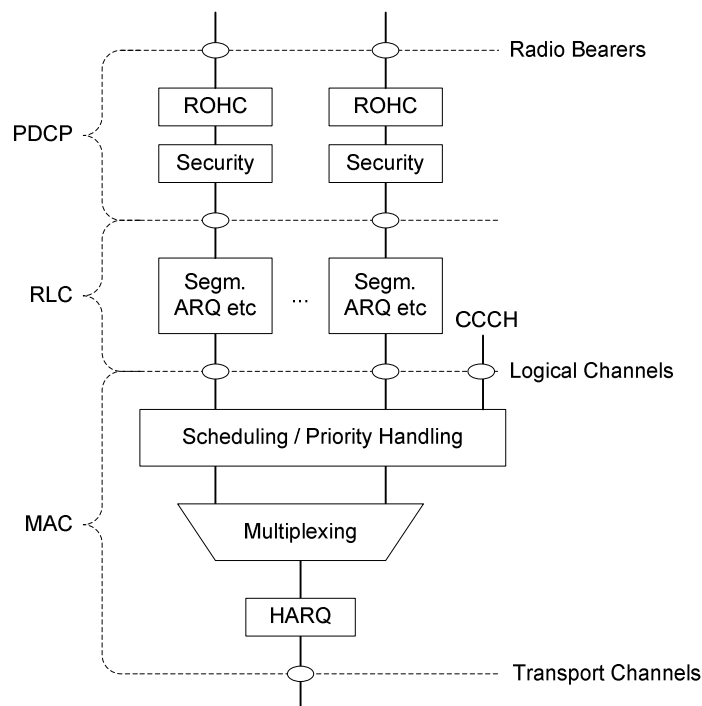 Radio Bearers
ROHC
ROHC
PDCP
Security
Security
Segm.
ARQ etc
...
Segm.
ARQ etc
RLC
CCCH
Logical Channels
Scheduling / Priority Handling
MAC
Multiplexing
HARQ
Transport Channels